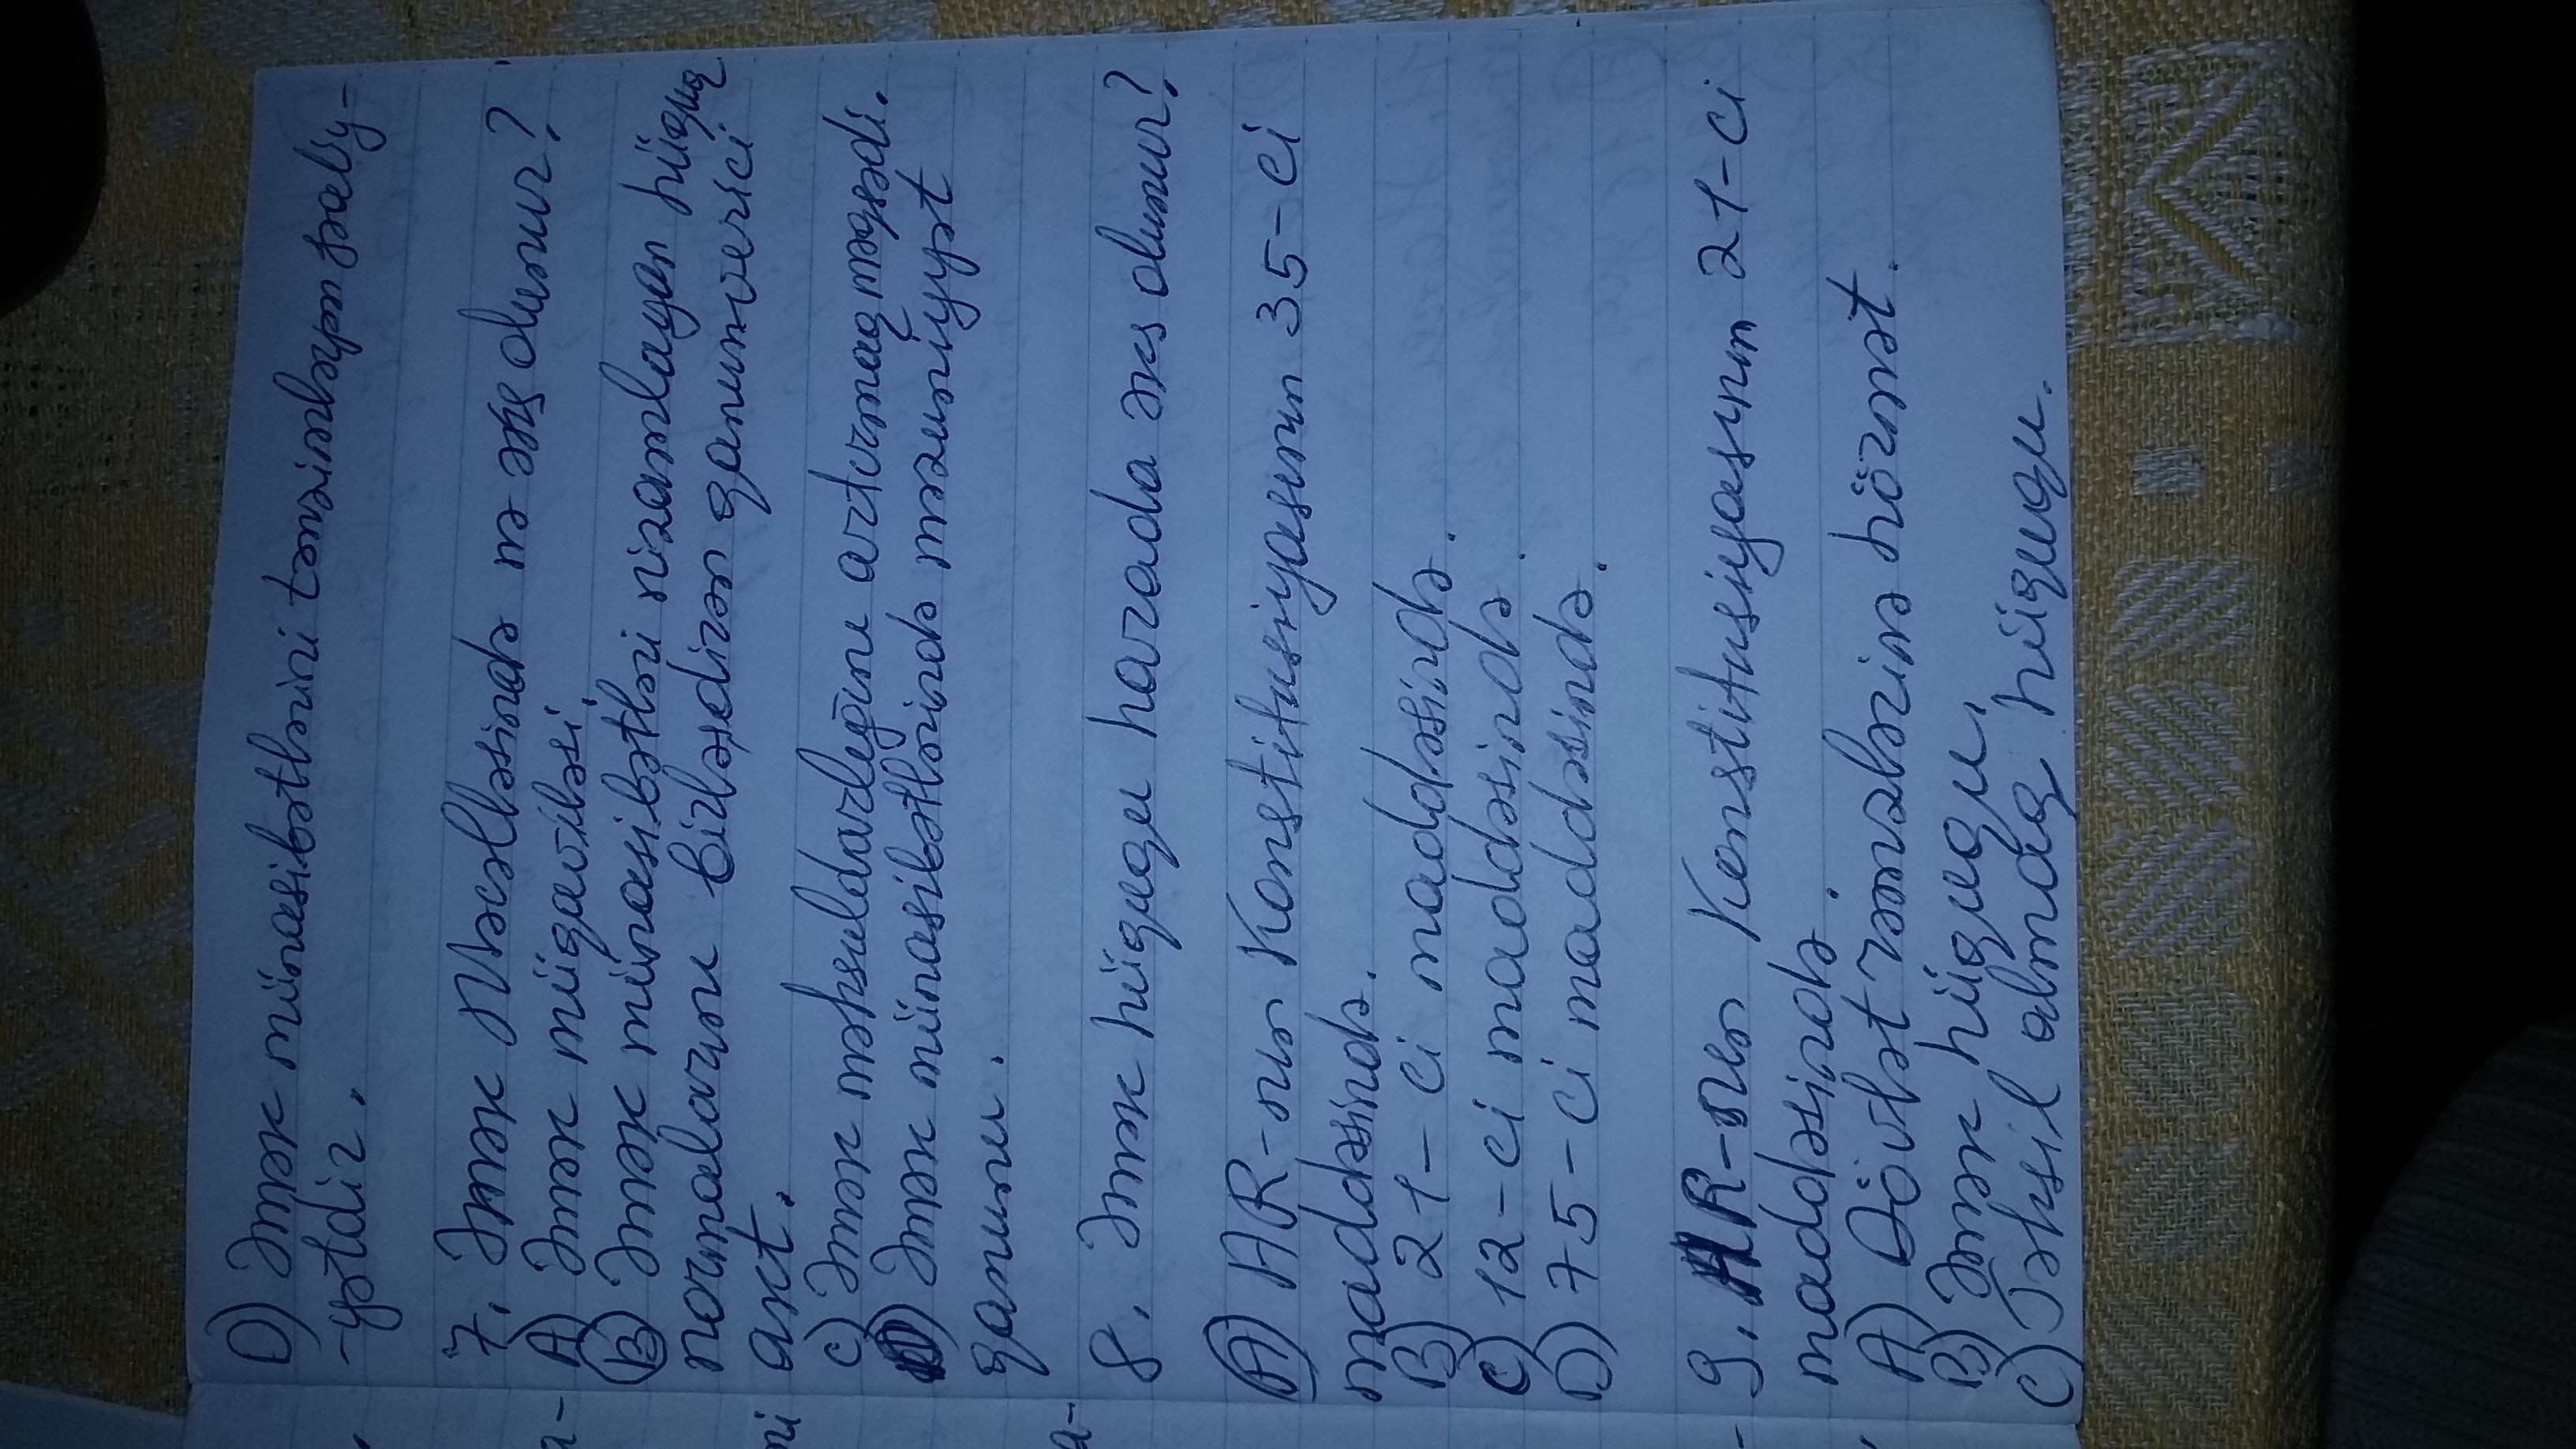 D) Əmək münasibətlərini tənzimləyən fəaliy-
-yətdir.
7. Əmək Məcəlləsində nə əks olunur?
a- A) Əmək müqaviləsi.
B) Əmək münasibətləri nizamlayan hüquq
normalarını birləşdirən qanunverici
ni akt.
C) Əmək məhsuldarlığını artırmaq məqsədi.
D) Əmək münasibətlərində məzuniyyət
qanunu.
a-
8. Əmək hüququ harada əks olunur?
A) AR-nın Konstitusiyasının 35-ci
maddəsində.
B) 21-ci maddəsində.
C) 12-ci maddəsində.
D) 75-ci maddəsində.
9. AR-nın Konstitusiyasının 21-ci
maddəsində.
A) Dövlət rəmzlərinə hörmət.
B) Əmək hüququ.
C) Təhsil almaq hüququ.